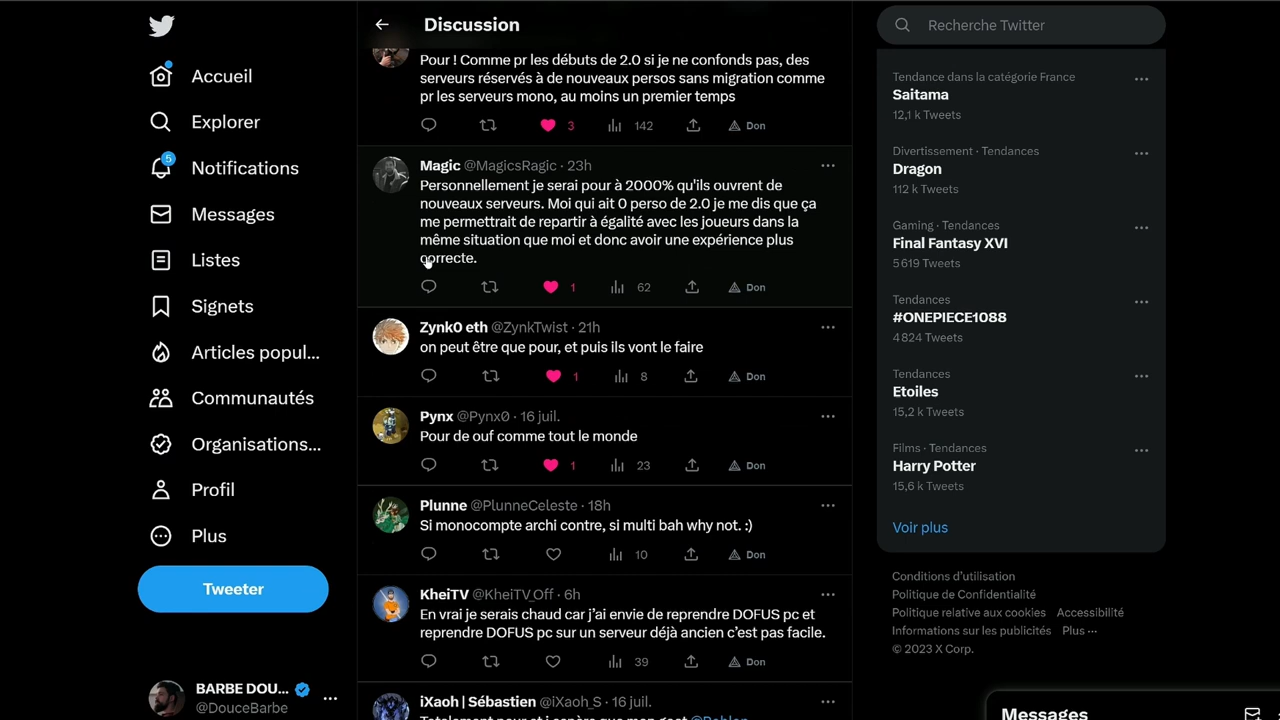 Accueil
Explorer
5
Notifications
Messages
Listes
Signets
Articles popul...
Communautés
Organisations...
Profil
Plus
Tweeter
BARBE DOU...
@DouceBarbe
Discussion
Pour ! Comme pr les débuts de 2.0 si je ne confonds pas, des
serveurs réservés à de nouveaux persos sans migration comme
pr les serveurs mono, au moins un premier temps
3 142 Don
Magic @MagicsRagic · 23h
Personnellement je serai pour à 2000% qu'ils ouvrent de
nouveaux serveurs. Moi qui ait 0 perso de 2.0 je me dis que ça
me permettrait de repartir à égalité avec les joueurs dans la
même situation que moi et donc avoir une expérience plus
correcte.
1 62 Don
Zynk0 eth @ZynkTwist · 21h
on peut être que pour, et puis ils vont le faire
1 8 Don
Pynx @Pynx0 · 16 juil.
Pour de ouf comme tout le monde
1 23 Don
Plunne @PlunneCeleste · 18h
Si monocompte archi contre, si multi bah why not. :)
10 Don
KheiTV @KheiTV_Off · 6h
En vrai je serais chaud car j'ai envie de reprendre DOFUS pc et
reprendre DOFUS pc sur un serveur déjà ancien c'est pas facile.
39 Don
iXaoh | Sébastien @iXaoh_S · 16 juil.
Recherche Twitter
Tendance dans la catégorie France
Saitama
12,1 k Tweets
Divertissement · Tendances
Dragon
112 k Tweets
Gaming · Tendances
Final Fantasy XVI
5 619 Tweets
Tendances
#ONEPIECE1088
4 824 Tweets
Tendances
Etoiles
15,2 k Tweets
Films · Tendances
Harry Potter
15,6 k Tweets
Voir plus
Conditions d'utilisation
Politique de Confidentialité
Politique relative aux cookies Accessibilité
Informations sur les publicités Plus ···
© 2023 X Corp.
Messages